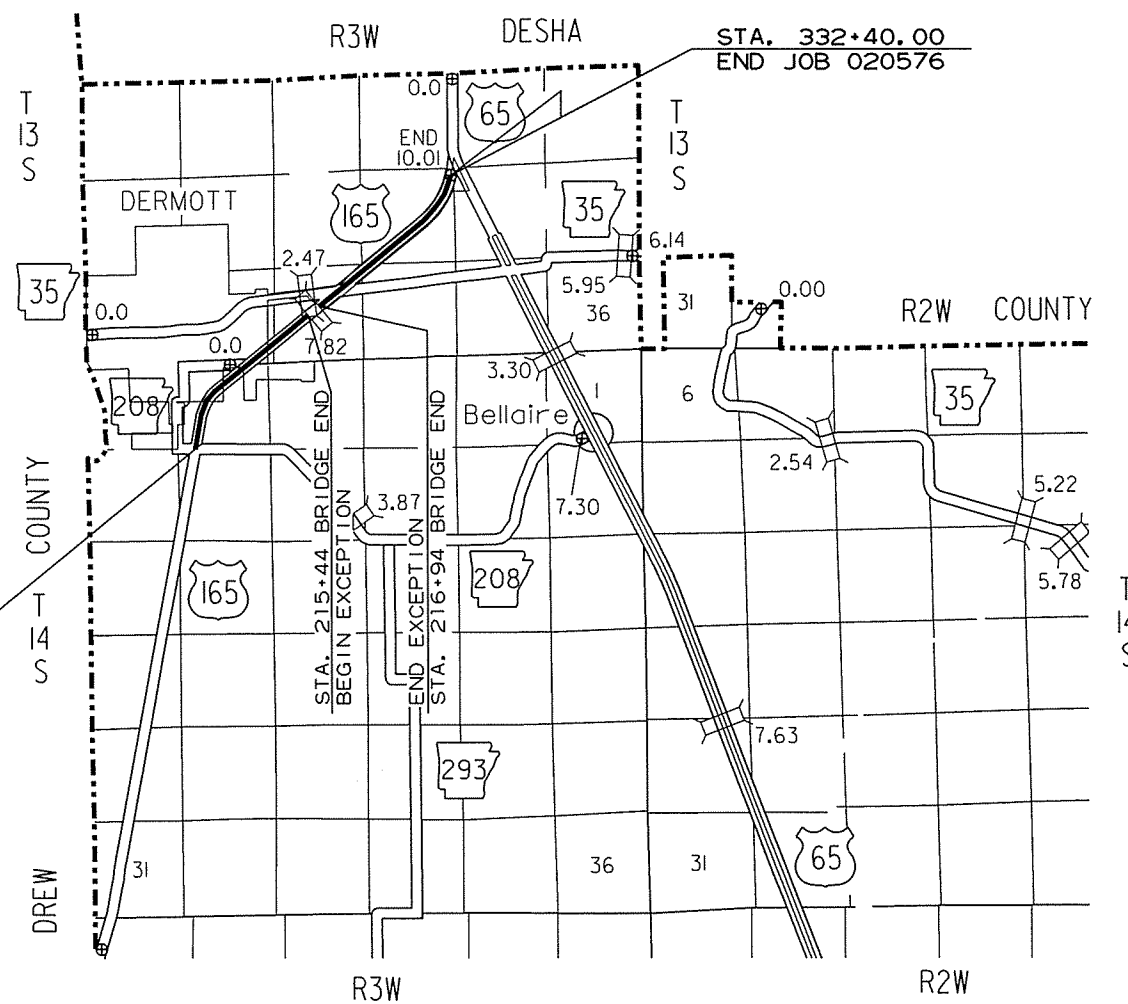 R3W
DESHA
STA. 332+40.00
END JOB 020576
T
13
S
0.0
65
END
10.01
T
13
S
DERMOTT
165
35
2.47
6.14
35
5.95
31
0.00
0.0
36
R2W
COUNTY
0.0
7.82
3.30
208
1
6
35
Bellaire
2.54
5.22
3.87
7.30
COUNTY
208
5.78
165
T
14
S
T
14
S
STA. 215+44 BRIDGE END
BEGIN EXCEPTION
END EXCEPTION
STA. 216+94 BRIDGE END
7.63
293
65
31
36
31
DREW
R3W
R2W